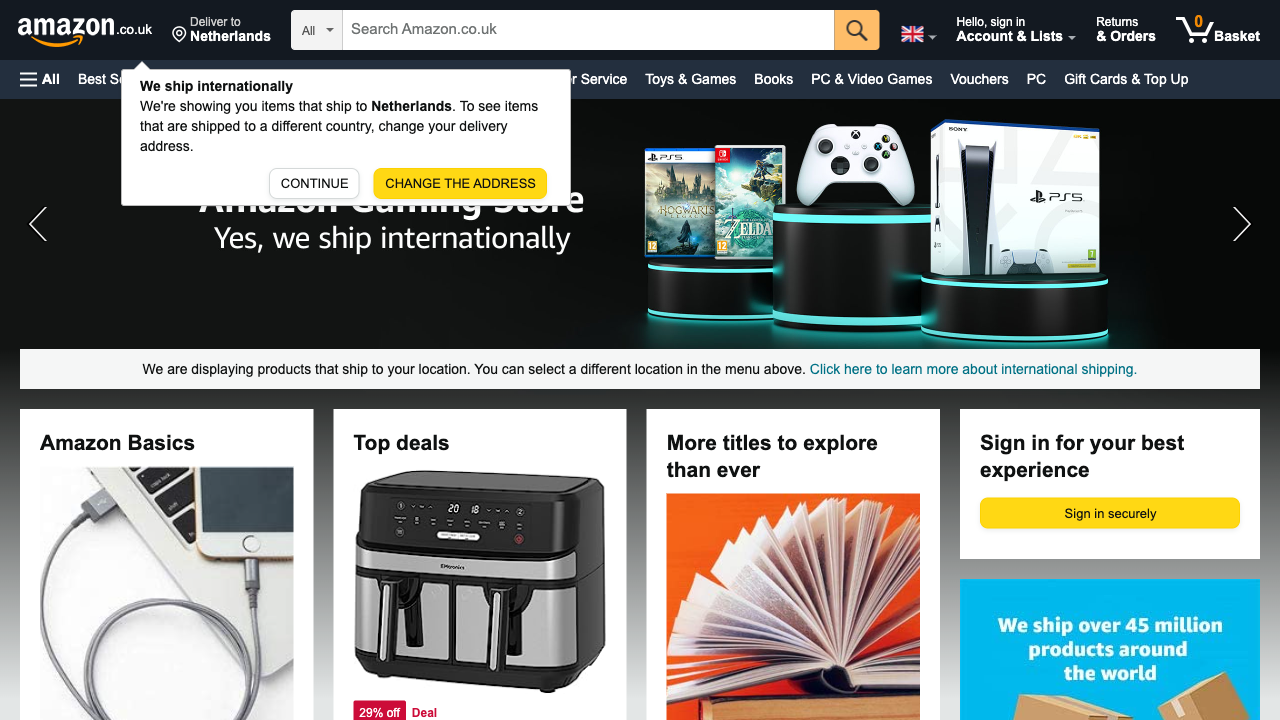 amazon.co.uk
Deliver to
Netherlands
All
Search Amazon.co.uk
Hello, sign in
Account & Lists
Returns
& Orders
0
Basket
All
Best
Service
Toys & Games
Books
PC & Video Games
Vouchers
PC
Gift Cards & Top Up
We ship internationally
We're showing you items that ship to Netherlands. To see items
that are shipped to a different country, change your delivery
address.
CONTINUE
CHANGE THE ADDRESS
Amazon Gaming Store
Yes, we ship internationally
PS5
HOGWARTS
12
ZELDA
12
SONY
PS5
We are displaying products that ship to your location. You can select a different location in the menu above. Click here to learn more about international shipping.
Amazon Basics
Top deals
20 18
EMtronics
29% off Deal
More titles to explore
than ever
Sign in for your best
experience
Sign in securely
We ship over 45 million
products around
the world